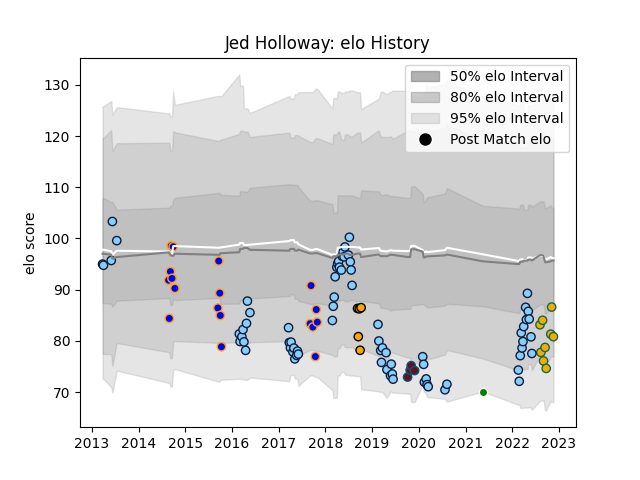 Jed Holloway: elo History
50% elo Interval
80% elo Interval
95% elo Interval
Post Match elo
elo score
130
120
110
100
90
80
70
2013 2014 2015 2016 2017 2018 2019 2020 2021 2022 2023